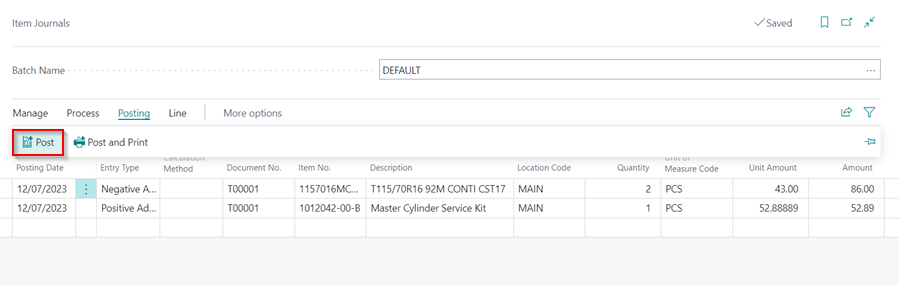 Item Journals
Saved
Batch Name
DEFAULT
...
Manage Process Posting Line More options
Post Post and Print
Posting Date Entry Type Calculation Method Document No. Item No. Description Location Code Quantity Unit of Measure Code Unit Amount Amount
12/07/2023 Negative A... T00001 1157016MC... T115/70R16 92M CONTI CST17 MAIN 2 PCS 43.00 86.00
12/07/2023 Positive Ad... T00001 1012042-00-B Master Cylinder Service Kit MAIN 1 PCS 52.88889 52.89